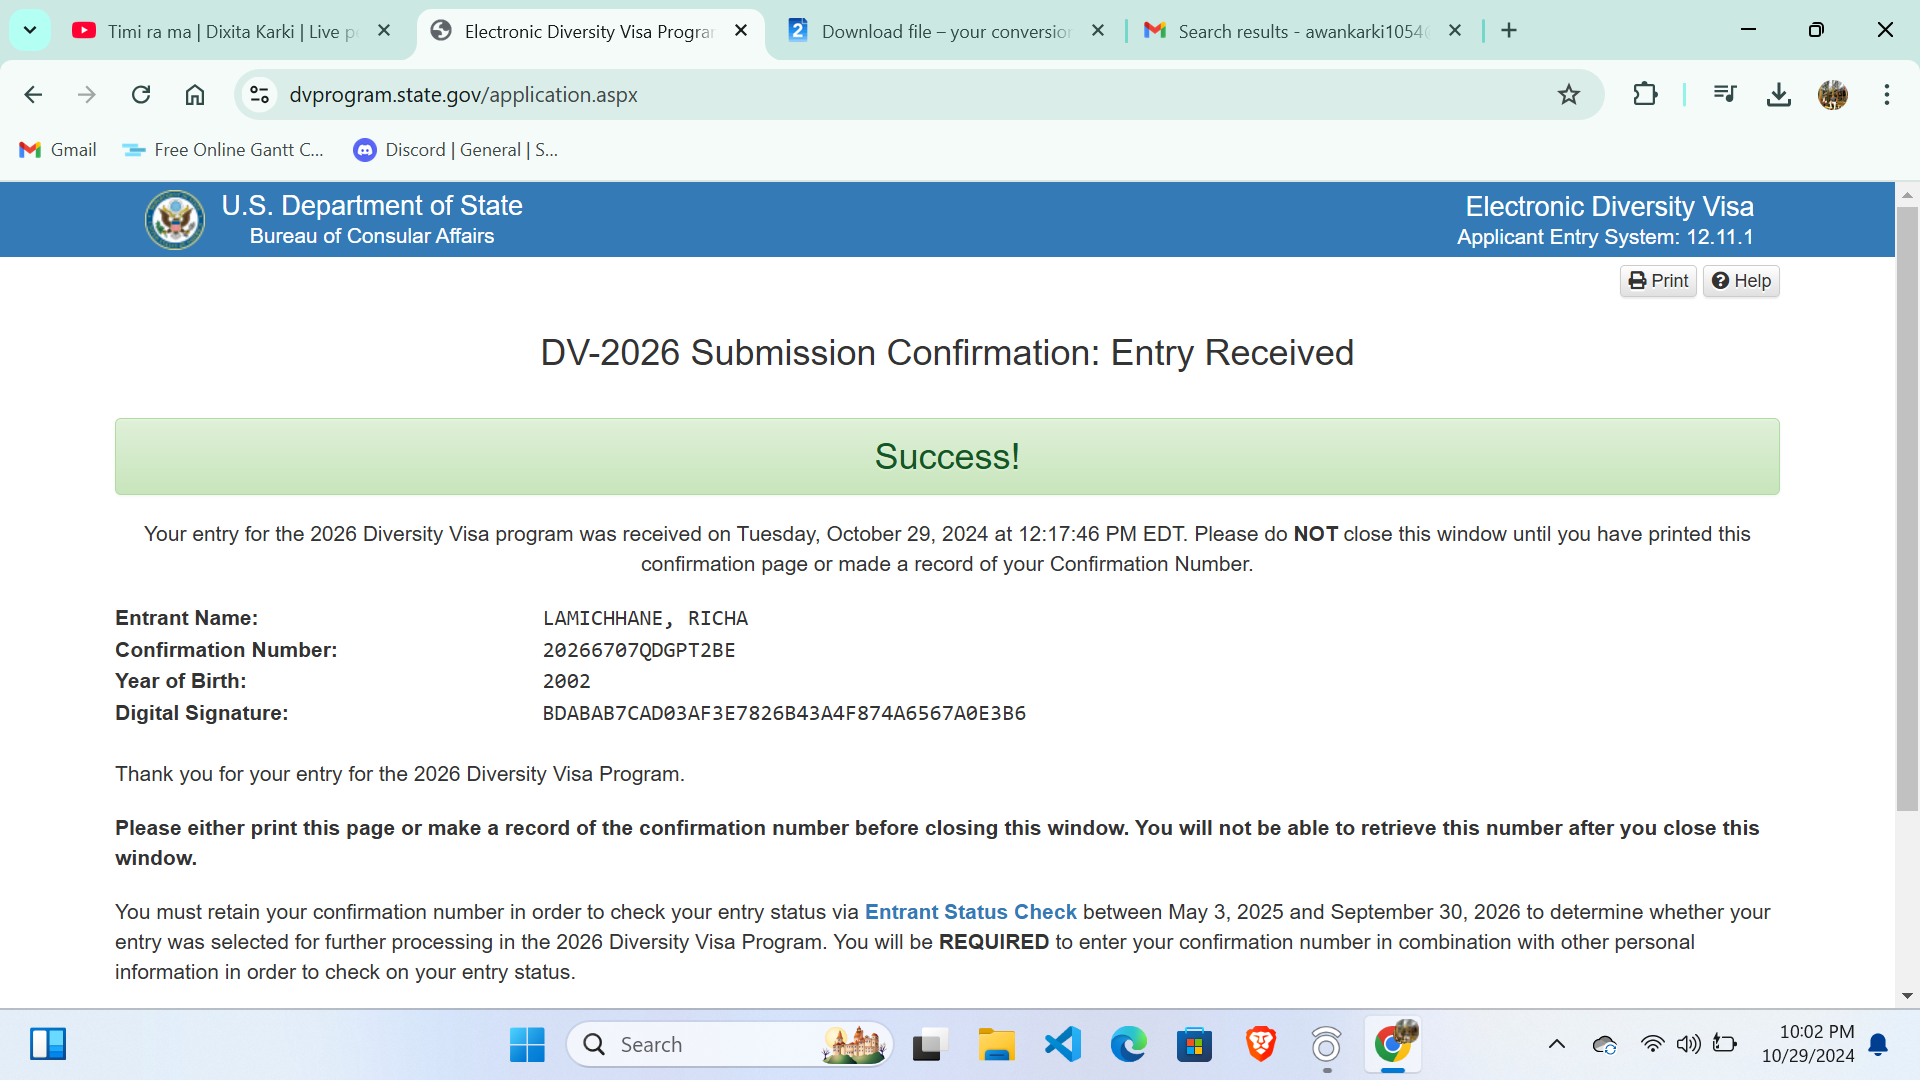 Timi ra ma | Dixita Karki | Live pe
Electronic Diversity Visa Progra
Download file – your conversion
Search results - awankarki1054@
dvprogram.state.gov/application.aspx
Gmail
Free Online Gantt C...
Discord | General | S...
U.S. Department of State
Bureau of Consular Affairs
Electronic Diversity Visa
Applicant Entry System: 12.11.1
Print
Help
DV-2026 Submission Confirmation: Entry Received
Success!
Your entry for the 2026 Diversity Visa program was received on Tuesday, October 29, 2024 at 12:17:46 PM EDT. Please do NOT close this window until you have printed this
confirmation page or made a record of your Confirmation Number.
Entrant Name: LAMICHHANE, RICHA
Confirmation Number: 20266707QDGPT2BE
Year of Birth: 2002
Digital Signature: BDABAB7CAD03AF3E7826B43A4F874A6567A0E3B6
Thank you for your entry for the 2026 Diversity Visa Program.
Please either print this page or make a record of the confirmation number before closing this window. You will not be able to retrieve this number after you close this
window.
You must retain your confirmation number in order to check your entry status via Entrant Status Check between May 3, 2025 and September 30, 2026 to determine whether your
entry was selected for further processing in the 2026 Diversity Visa Program. You will be REQUIRED to enter your confirmation number in combination with other personal
information in order to check on your entry status.
Search
10:02 PM
10/29/2024